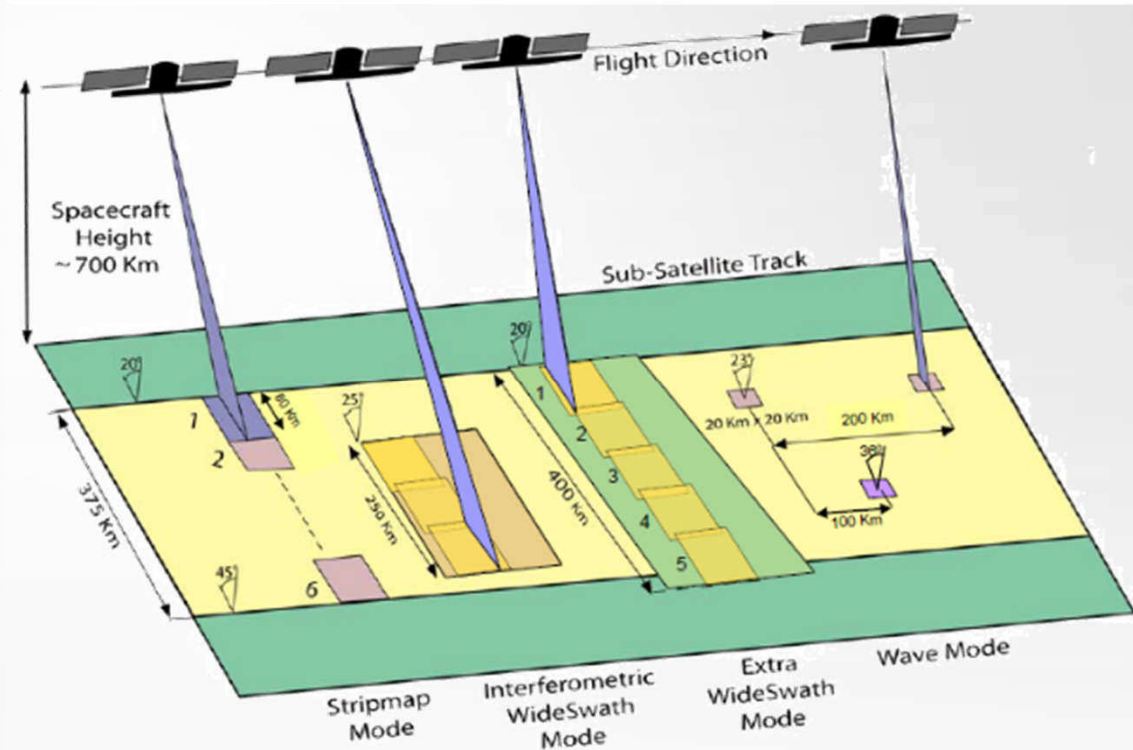 Flight Direction
Spacecraft
Height
~ 700 Km
Sub-Satellite Track
20°
20°
23°
1
80 Km
25°
1
20 Km x 20 Km
200 Km
2
2
375 Km
250 Km
400 Km
3
36°
4
100 Km
45°
5
6
Stripmap
Mode
Interferometric
WideSwath
Mode
Extra
WideSwath
Mode
Wave Mode